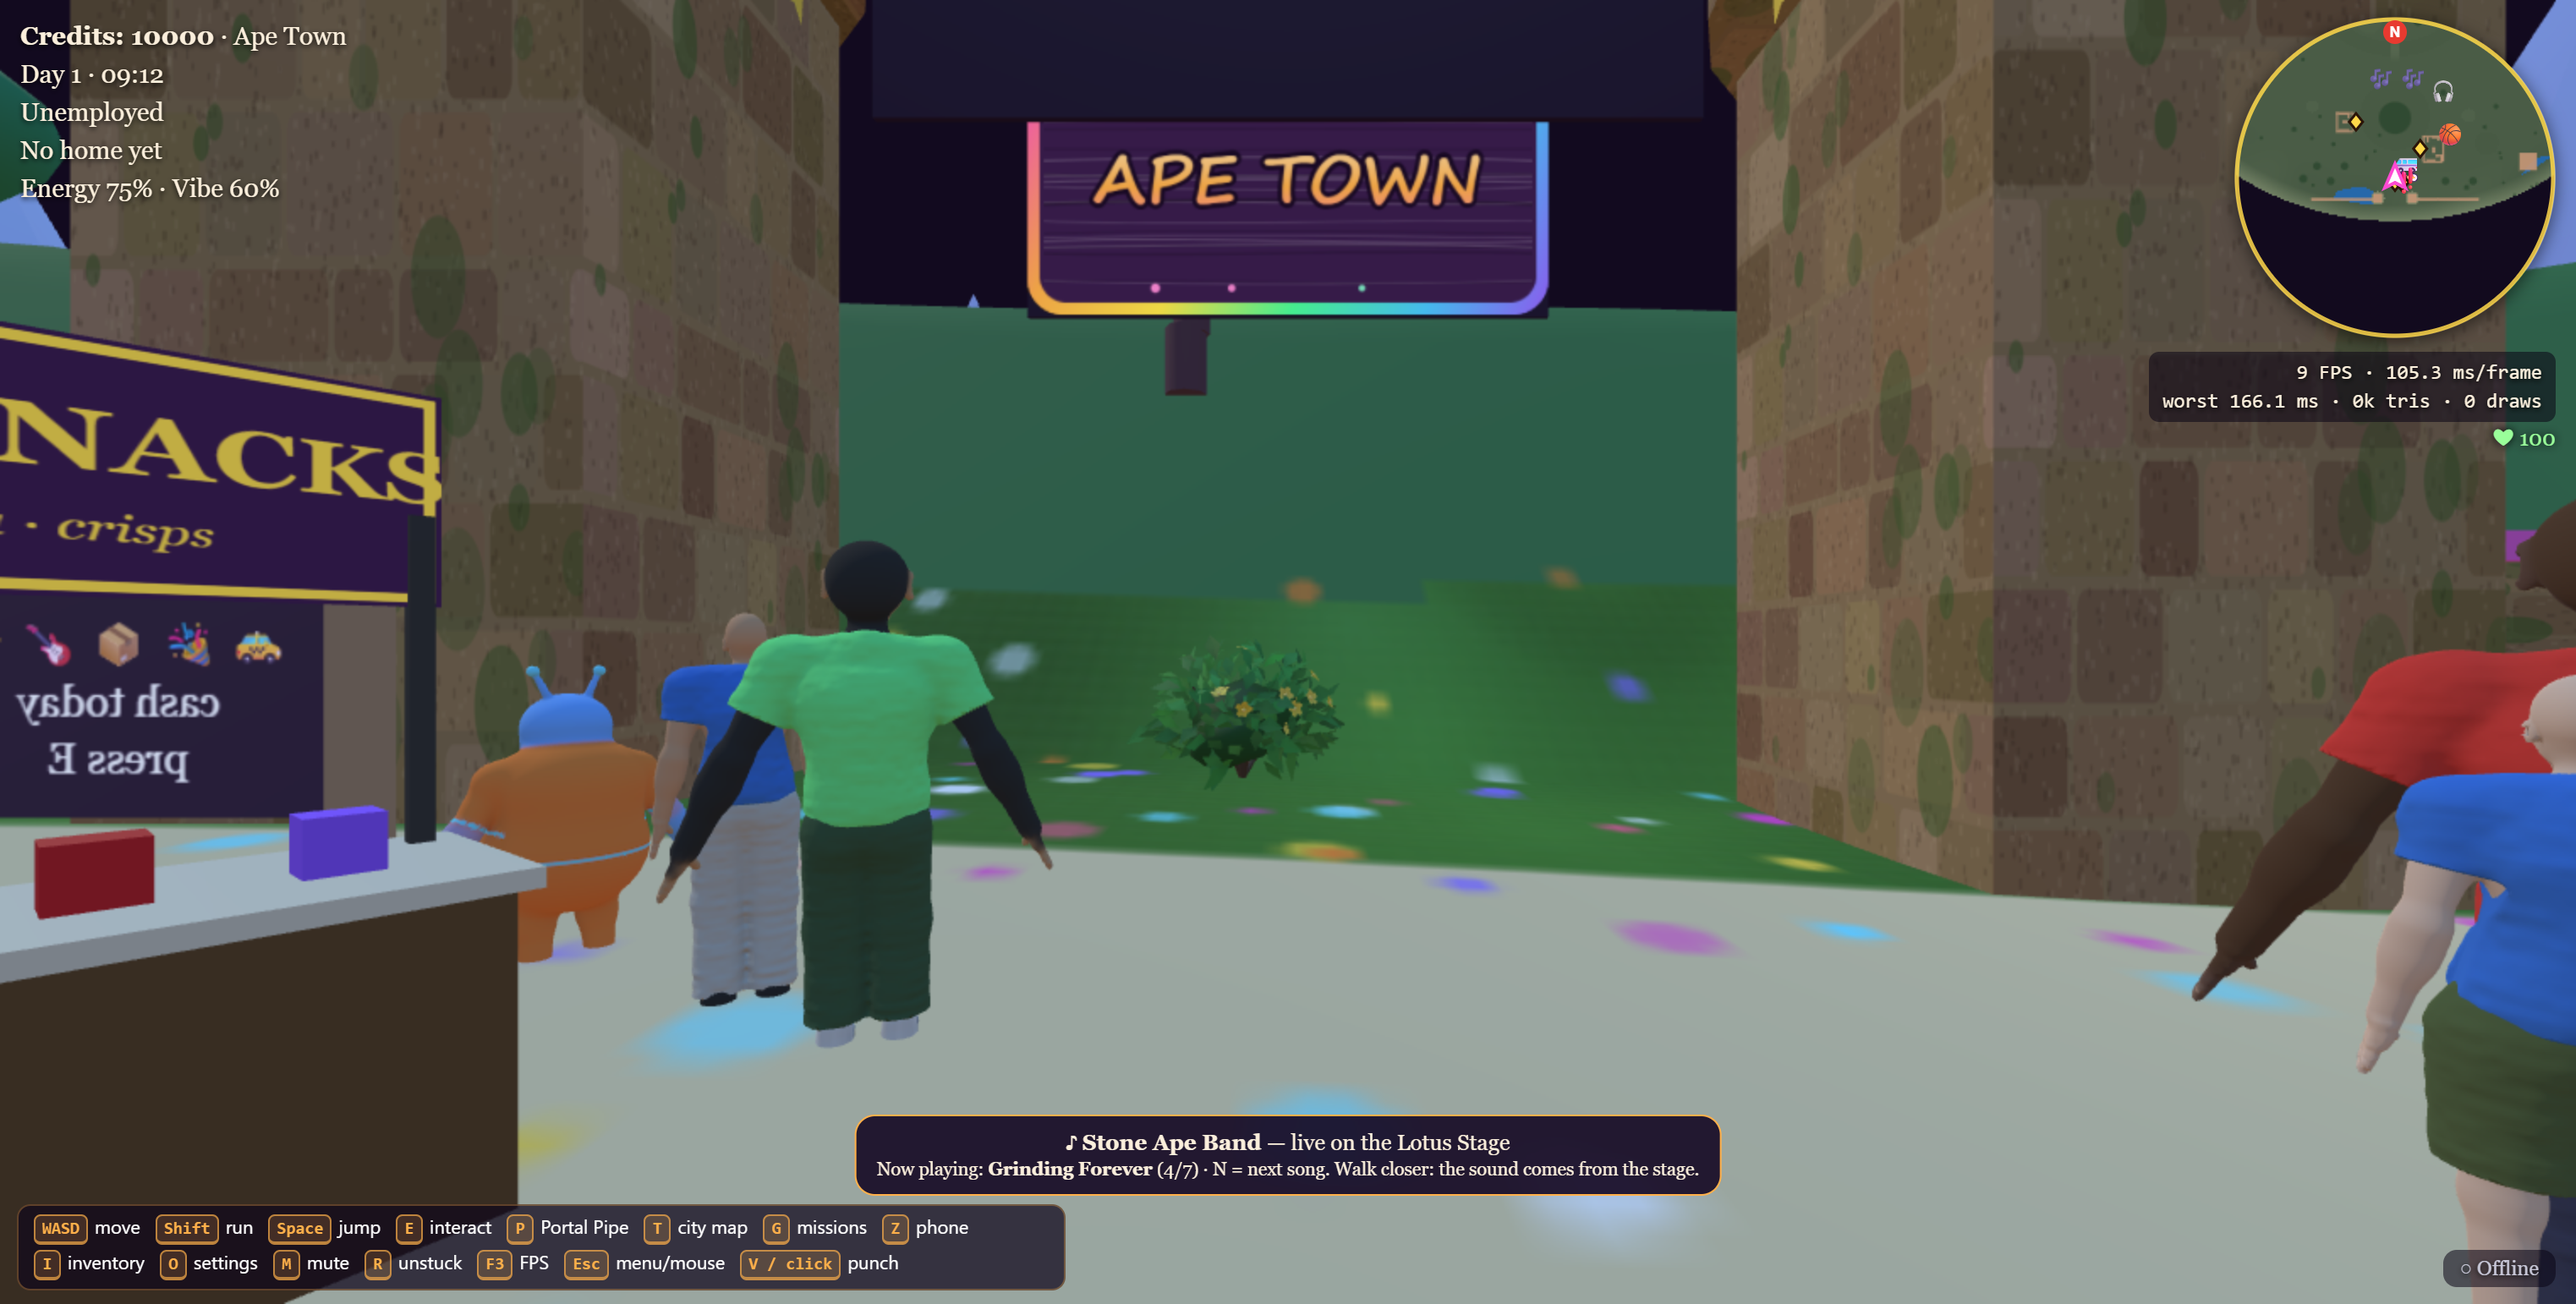 Credits: 10000 · Ape Town
Day 1 · 09:12
Unemployed
No home yet
Energy 75% · Vibe 60%
APE TOWN
N
9 FPS · 105.3 ms/frame
worst 166.1 ms · 0k tris · 0 draws
100
NACKS
· crisps
cash today
press E
♪ Stone Ape Band — live on the Lotus Stage
Now playing: Grinding Forever (4/7) · N = next song. Walk closer: the sound comes from the stage.
WASD move Shift run Space jump E interact P Portal Pipe T city map G missions Z phone
I inventory O settings M mute R unstuck F3 FPS Esc menu/mouse V / click punch
○ Offline